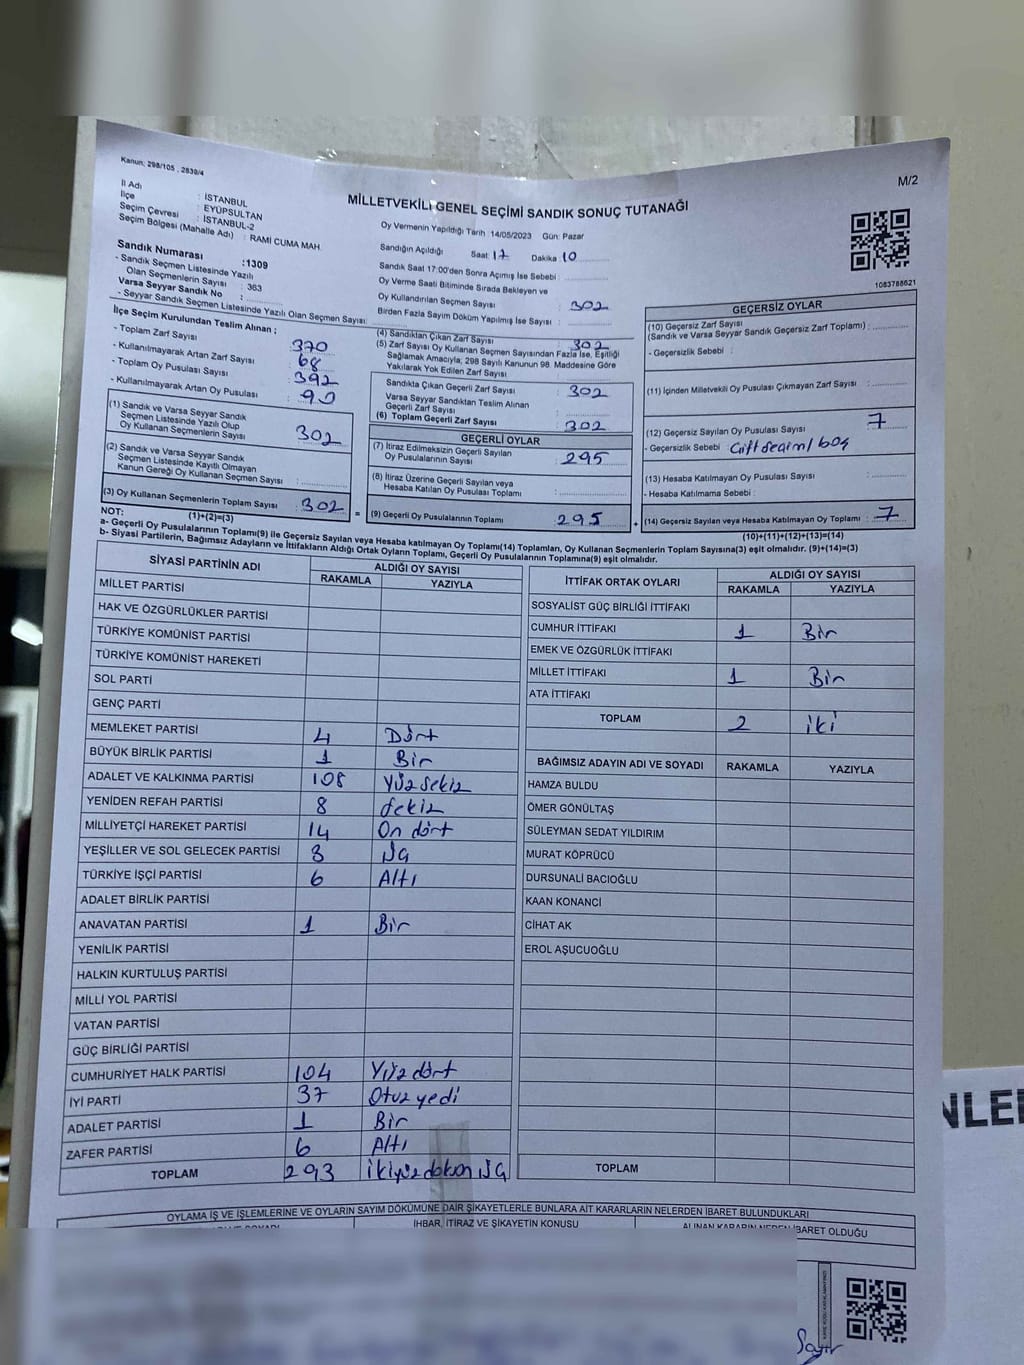 Kanun; 298/105 , 2839/4
M/2
MİLLETVEKİLİ GENEL SEÇİMİ SANDIK SONUÇ TUTANAĞI
İl Adı : İSTANBUL
İlçe : EYÜPSULTAN
Seçim Çevresi : İSTANBUL-2
Seçim Bölgesi (Mahalle Adı) : RAMİ CUMA MAH.
Sandık Numarası :1309
- Sandık Seçmen Listesinde Yazılı
Olan Seçmenlerin Sayısı : 363
Varsa Seyyar Sandık No :
- Seyyar Sandık Seçmen Listesinde Yazılı Olan Seçmen Sayısı:
Oy Vermenin Yapıldığı Tarih 14/05/2023 Gün: Pazar
Sandığın Açıldığı Saat 17 Dakika 10
Sandık Saat 17:00'den Sonra Açımış İse Sebebi :
Oy Verme Saati Bitiminde Sırada Bekleyen ve
Oy Kullandırılan Seçmen Sayısı 302
Birden Fazla Sayım Döküm Yapılmış İse Sayısı :
1083788621
İlçe Seçim Kurulundan Teslim Alınan ;
- Toplam Zarf Sayısı 370
- Kullanılmayarak Artan Zarf Sayısı 68
- Toplam Oy Pusulası Sayısı 392
- Kullanılmayarak Artan Oy Pusulası 90
(1) Sandık ve Varsa Seyyar Sandık
Seçmen Listesinde Yazılı Olup
Oy Kullanan Seçmenlerin Sayısı 302
(2) Sandık ve Varsa Seyyar Sandık
Seçmen Listesinde Kayıtlı Olmayan
Kanun Gereği Oy Kullanan Seçmen Sayısı :
(3) Oy Kullanan Seçmenlerin Toplam Sayısı : 302
(1)+(2)=(3)
(4) Sandıktan Çıkan Zarf Sayısı 302
(5) Zarf Sayısı Oy Kullanan Seçmen Sayısından Fazla İse, Eşitliği
Sağlamak Amacıyla; 298 Sayılı Kanunun 98. Maddesine Göre
Yakılarak Yok Edilen Zarf Sayısı
Sandıkta Çıkan Geçerli Zarf Sayısı 302
Varsa Seyyar Sandıktan Teslim Alınan
Geçerli Zarf Sayısı
(6) Toplam Geçerli Zarf Sayısı 302
GEÇERLİ OYLAR
(7) İtiraz Edilmeksizin Geçerli Sayılan
Oy Pusulalarının Sayısı : 295
(8) İtiraz Üzerine Geçerli Sayılan veya
Hesaba Katılan Oy Pusulası Toplamı
= (9) Geçerli Oy Pusulalarının Toplamı 295
GEÇERSİZ OYLAR
(10) Geçersiz Zarf Sayısı
(Sandık ve Varsa Seyyar Sandık Geçersiz Zarf Toplamı) :
- Geçersizlik Sebebi :
(11) İçinden Milletvekili Oy Pusulası Çıkmayan Zarf Sayısı :
(12) Geçersiz Sayılan Oy Pusulası Sayısı 7
- Geçersizlik Sebebi Çift seçim / boş
(13) Hesaba Katılmayan Oy Pusulası Sayısı
- Hesaba Katılmama Sebebi :
+ (14) Geçersiz Sayılan veya Hesaba Katılmayan Oy Toplamı : 7
(10)+(11)+(12)+(13)=(14)
NOT:
a- Geçerli Oy Pusulaları Toplamı(9) ile Geçersiz Sayılan veya Hesaba katılmayan Oy Toplamı(14) Toplamları, Oy Kullanan Seçmenlerin Toplam Sayısına(3) eşit olmalıdır. (9)+(14)=(3)
b- Siyasi Partilerin, Bağımsız Adayların ve İttifakların Aldığı Ortak Oyların Toplamı, Geçerli Oy Pusulalarının Toplamına(9) eşit olmalıdır.
SİYASİ PARTİNİN ADI ALDIĞI OY SAYISI
RAKAMLA YAZIYLA
MİLLET PARTİSİ
HAK VE ÖZGÜRLÜKLER PARTİSİ
TÜRKİYE KOMÜNİST PARTİSİ
TÜRKİYE KOMÜNİST HAREKETİ
SOL PARTİ
GENÇ PARTİ
MEMLEKET PARTİSİ 4 Dört
BÜYÜK BİRLİK PARTİSİ 1 Bir
ADALET VE KALKINMA PARTİSİ 108 Yüz sekiz
YENİDEN REFAH PARTİSİ 8 Sekiz
MİLLİYETÇİ HAREKET PARTİSİ 14 On dört
YEŞİLLER VE SOL GELECEK PARTİSİ 3 Üç
TÜRKİYE İŞÇİ PARTİSİ 6 Altı
ADALET BİRLİK PARTİSİ
ANAVATAN PARTİSİ 1 Bir
YENİLİK PARTİSİ
HALKIN KURTULUŞ PARTİSİ
MİLLİ YOL PARTİSİ
VATAN PARTİSİ
GÜÇ BİRLİĞİ PARTİSİ
CUMHURİYET HALK PARTİSİ 104 Yüz dört
İYİ PARTİ 37 Otuz yedi
ADALET PARTİSİ 1 Bir
ZAFER PARTİSİ 6 Altı
TOPLAM 293 ikiyüz doksan üç
İTTİFAK ORTAK OYLARI ALDIĞI OY SAYISI
RAKAMLA YAZIYLA
SOSYALİST GÜÇ BİRLİĞİ İTTİFAKI
CUMHUR İTTİFAKI 1 Bir
EMEK VE ÖZGÜRLÜK İTTİFAKI
MİLLET İTTİFAKI 1 Bir
ATA İTTİFAKI
TOPLAM 2 iki
BAĞIMSIZ ADAYIN ADI VE SOYADI RAKAMLA YAZIYLA
HAMZA BULDU
ÖMER GÖNÜLTAŞ
SÜLEYMAN SEDAT YILDIRIM
MURAT KÖPRÜCÜ
DURSUNALİ BACIOĞLU
KAAN KONANCİ
CİHAT AK
EROL AŞUCUOĞLU
TOPLAM
OYLAMA İŞ VE İŞLEMLERİNE VE OYLARIN SAYIM DÖKÜMÜNE DAİR ŞİKAYETLERLE BUNLARA AİT KARARLARIN NELERDEN İBARET BULUNDUKLARI
İHBAR, İTİRAZ VE ŞİKAYETİN KONUSU
ALINAN KARARIN NEDEN İBARET OLDUĞU
NLE